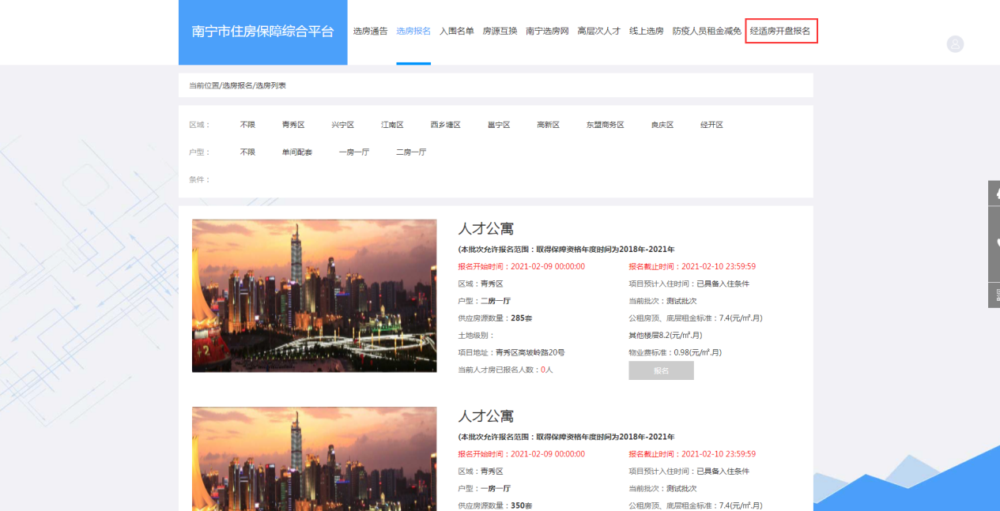 南宁市住房保障综合平台
选房通告 选房报名 入围名单 房源互换 南宁选房网 高层次人才 线上选房 防疫人员租金减免 经适房开盘报名
当前位置/选房报名/选房列表
区域： 不限 青秀区 兴宁区 江南区 西乡塘区 邕宁区 高新区 东盟商务区 良庆区 经开区
户型： 不限 单间配套 一房一厅 二房一厅
条件：
人才公寓
(本批次允许报名范围：取得保障资格年度时间为2018年-2021年
报名开始时间：2021-02-09 00:00:00 报名截止时间：2021-02-10 23:59:59
区域：青秀区 项目预计入住时间：已具备入住条件
户型：二房一厅 当前批次：测试批次
供应房源数量：285套 公租房顶、底层租金标准：7.4(元/㎡.月)
土地级别： 其他楼层8.2(元/㎡.月)
项目地址：青秀区高坡岭路20号 物业费标准：0.98(元/㎡.月)
当前人才房已报名人数：0人 报名
人才公寓
(本批次允许报名范围：取得保障资格年度时间为2018年-2021年
报名开始时间：2021-02-09 00:00:00 报名截止时间：2021-02-10 23:59:59
区域：青秀区 项目预计入住时间：已具备入住条件
户型：一房一厅 当前批次：测试批次
供应房源数量：350套 公租房顶、底层租金标准：7.4(元/㎡.月)